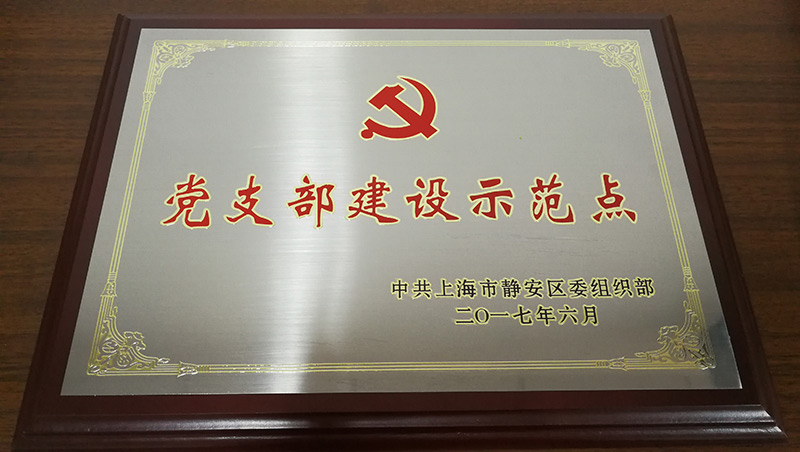 党支部建设示范点
中共上海市静安区委组织部
二〇一七年六月